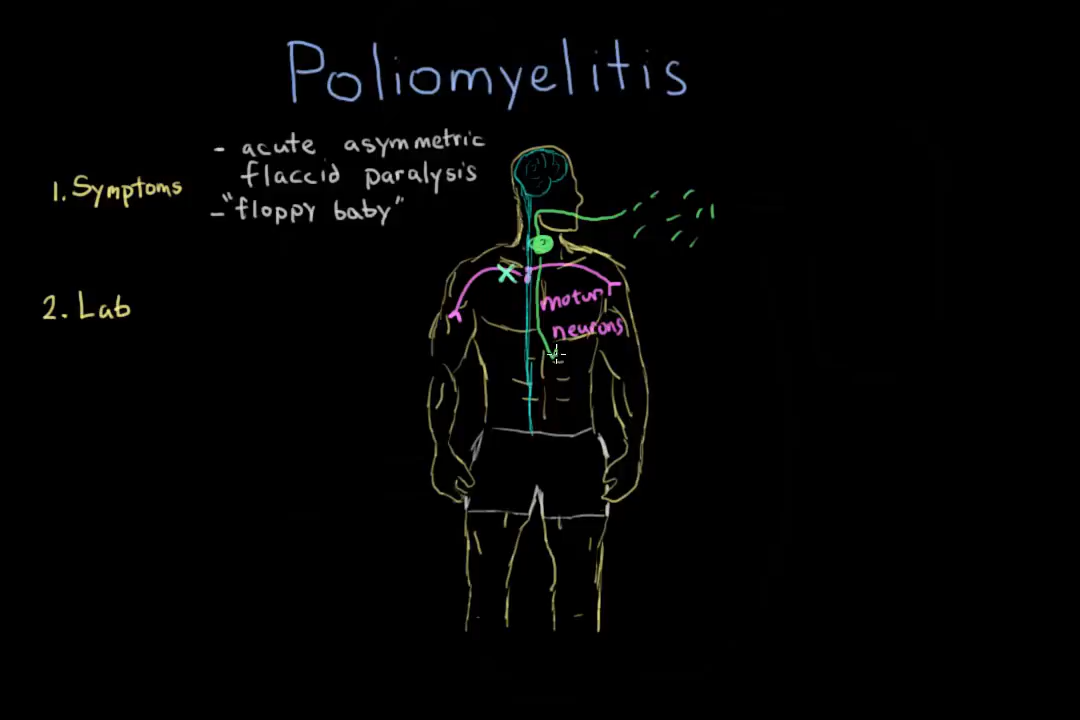 Poliomyelitis
- acute asymmetric
flaccid paralysis
1. Symptoms
- "floppy baby"
2. Lab
motor
neurons